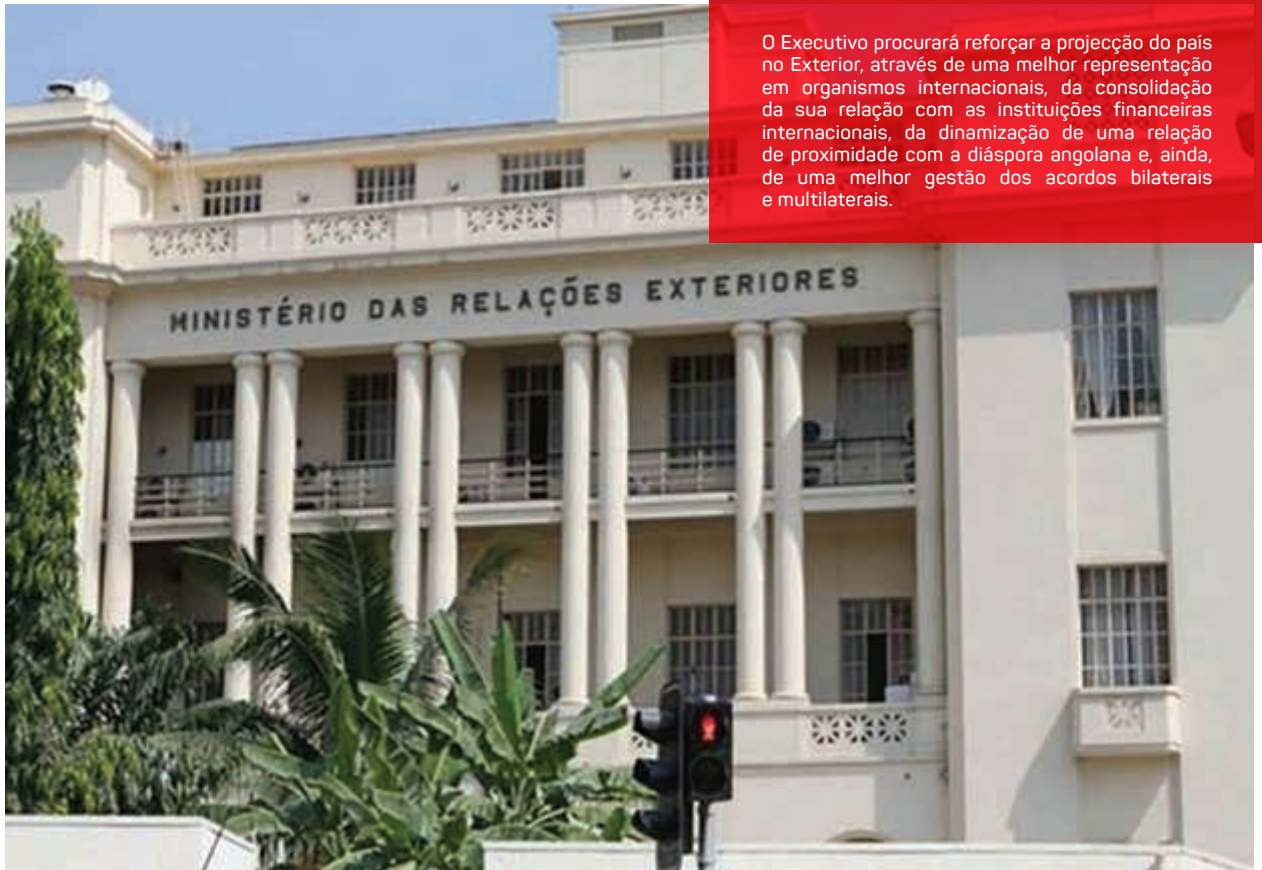 O Executivo procurará reforçar a projecção do país
no Exterior, através de uma melhor representação
em organismos internacionais, da consolidação
da sua relação com as instituições financeiras
internacionais, da dinamização de uma relação
de proximidade com a diáspora angolana e, ainda,
de uma melhor gestão dos acordos bilaterais
e multilaterais.
MINISTÉRIO DAS RELAÇÕES EXTERIORES